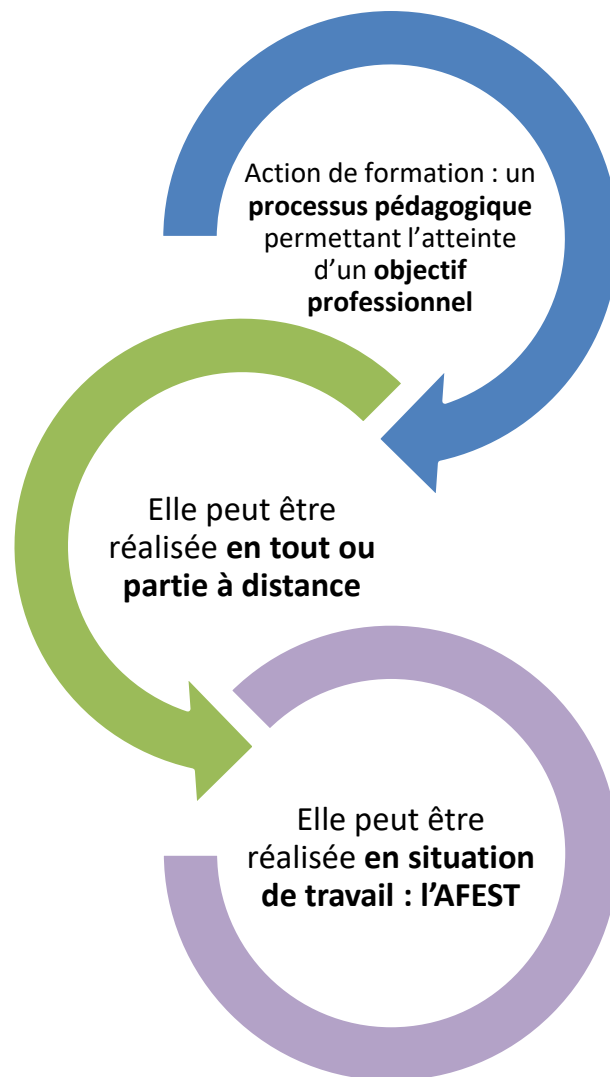 Action de formation : un
processus pédagogique
permettant l’atteinte
d’un objectif
professionnel
Elle peut être
réalisée en tout ou
partie à distance
Elle peut être
réalisée en situation
de travail : l’AFEST